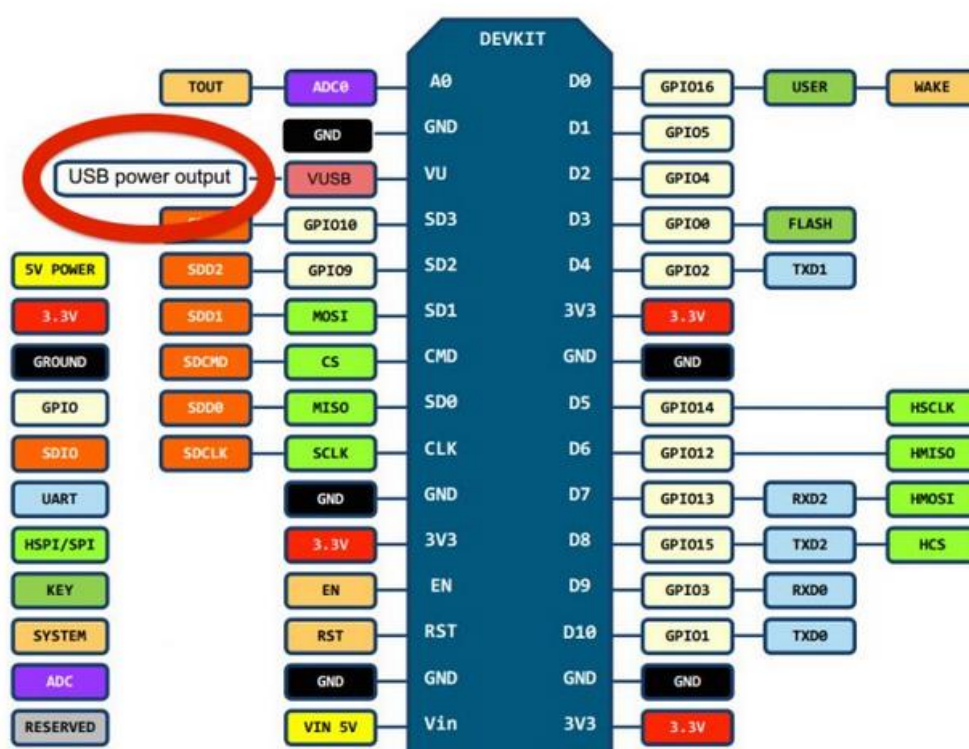 DEVKIT
TOUT ADC0 A0 D0 GPIO16 USER WAKE
GND GND D1 GPIO5
USB power output VUSB VU D2 GPIO4
GPIO10 SD3 D3 GPIO0 FLASH
5V POWER SDD2 GPIO9 SD2 D4 GPIO2 TXD1
3.3V SDD1 MOSI SD1 3V3 3.3V
GROUND SDCMD CS CMD GND GND
GPIO SDD0 MISO SD0 D5 GPIO14 HSCLK
SDIO SDCLK SCLK CLK D6 GPIO12 HMISO
UART GND GND D7 GPIO13 RXD2 HMOSI
HSPI/SPI 3.3V 3V3 D8 GPIO15 TXD2 HCS
KEY EN EN D9 GPIO3 RXD0
SYSTEM RST RST D10 GPIO1 TXD0
ADC GND GND GND GND
RESERVED VIN 5V Vin 3V3 3.3V